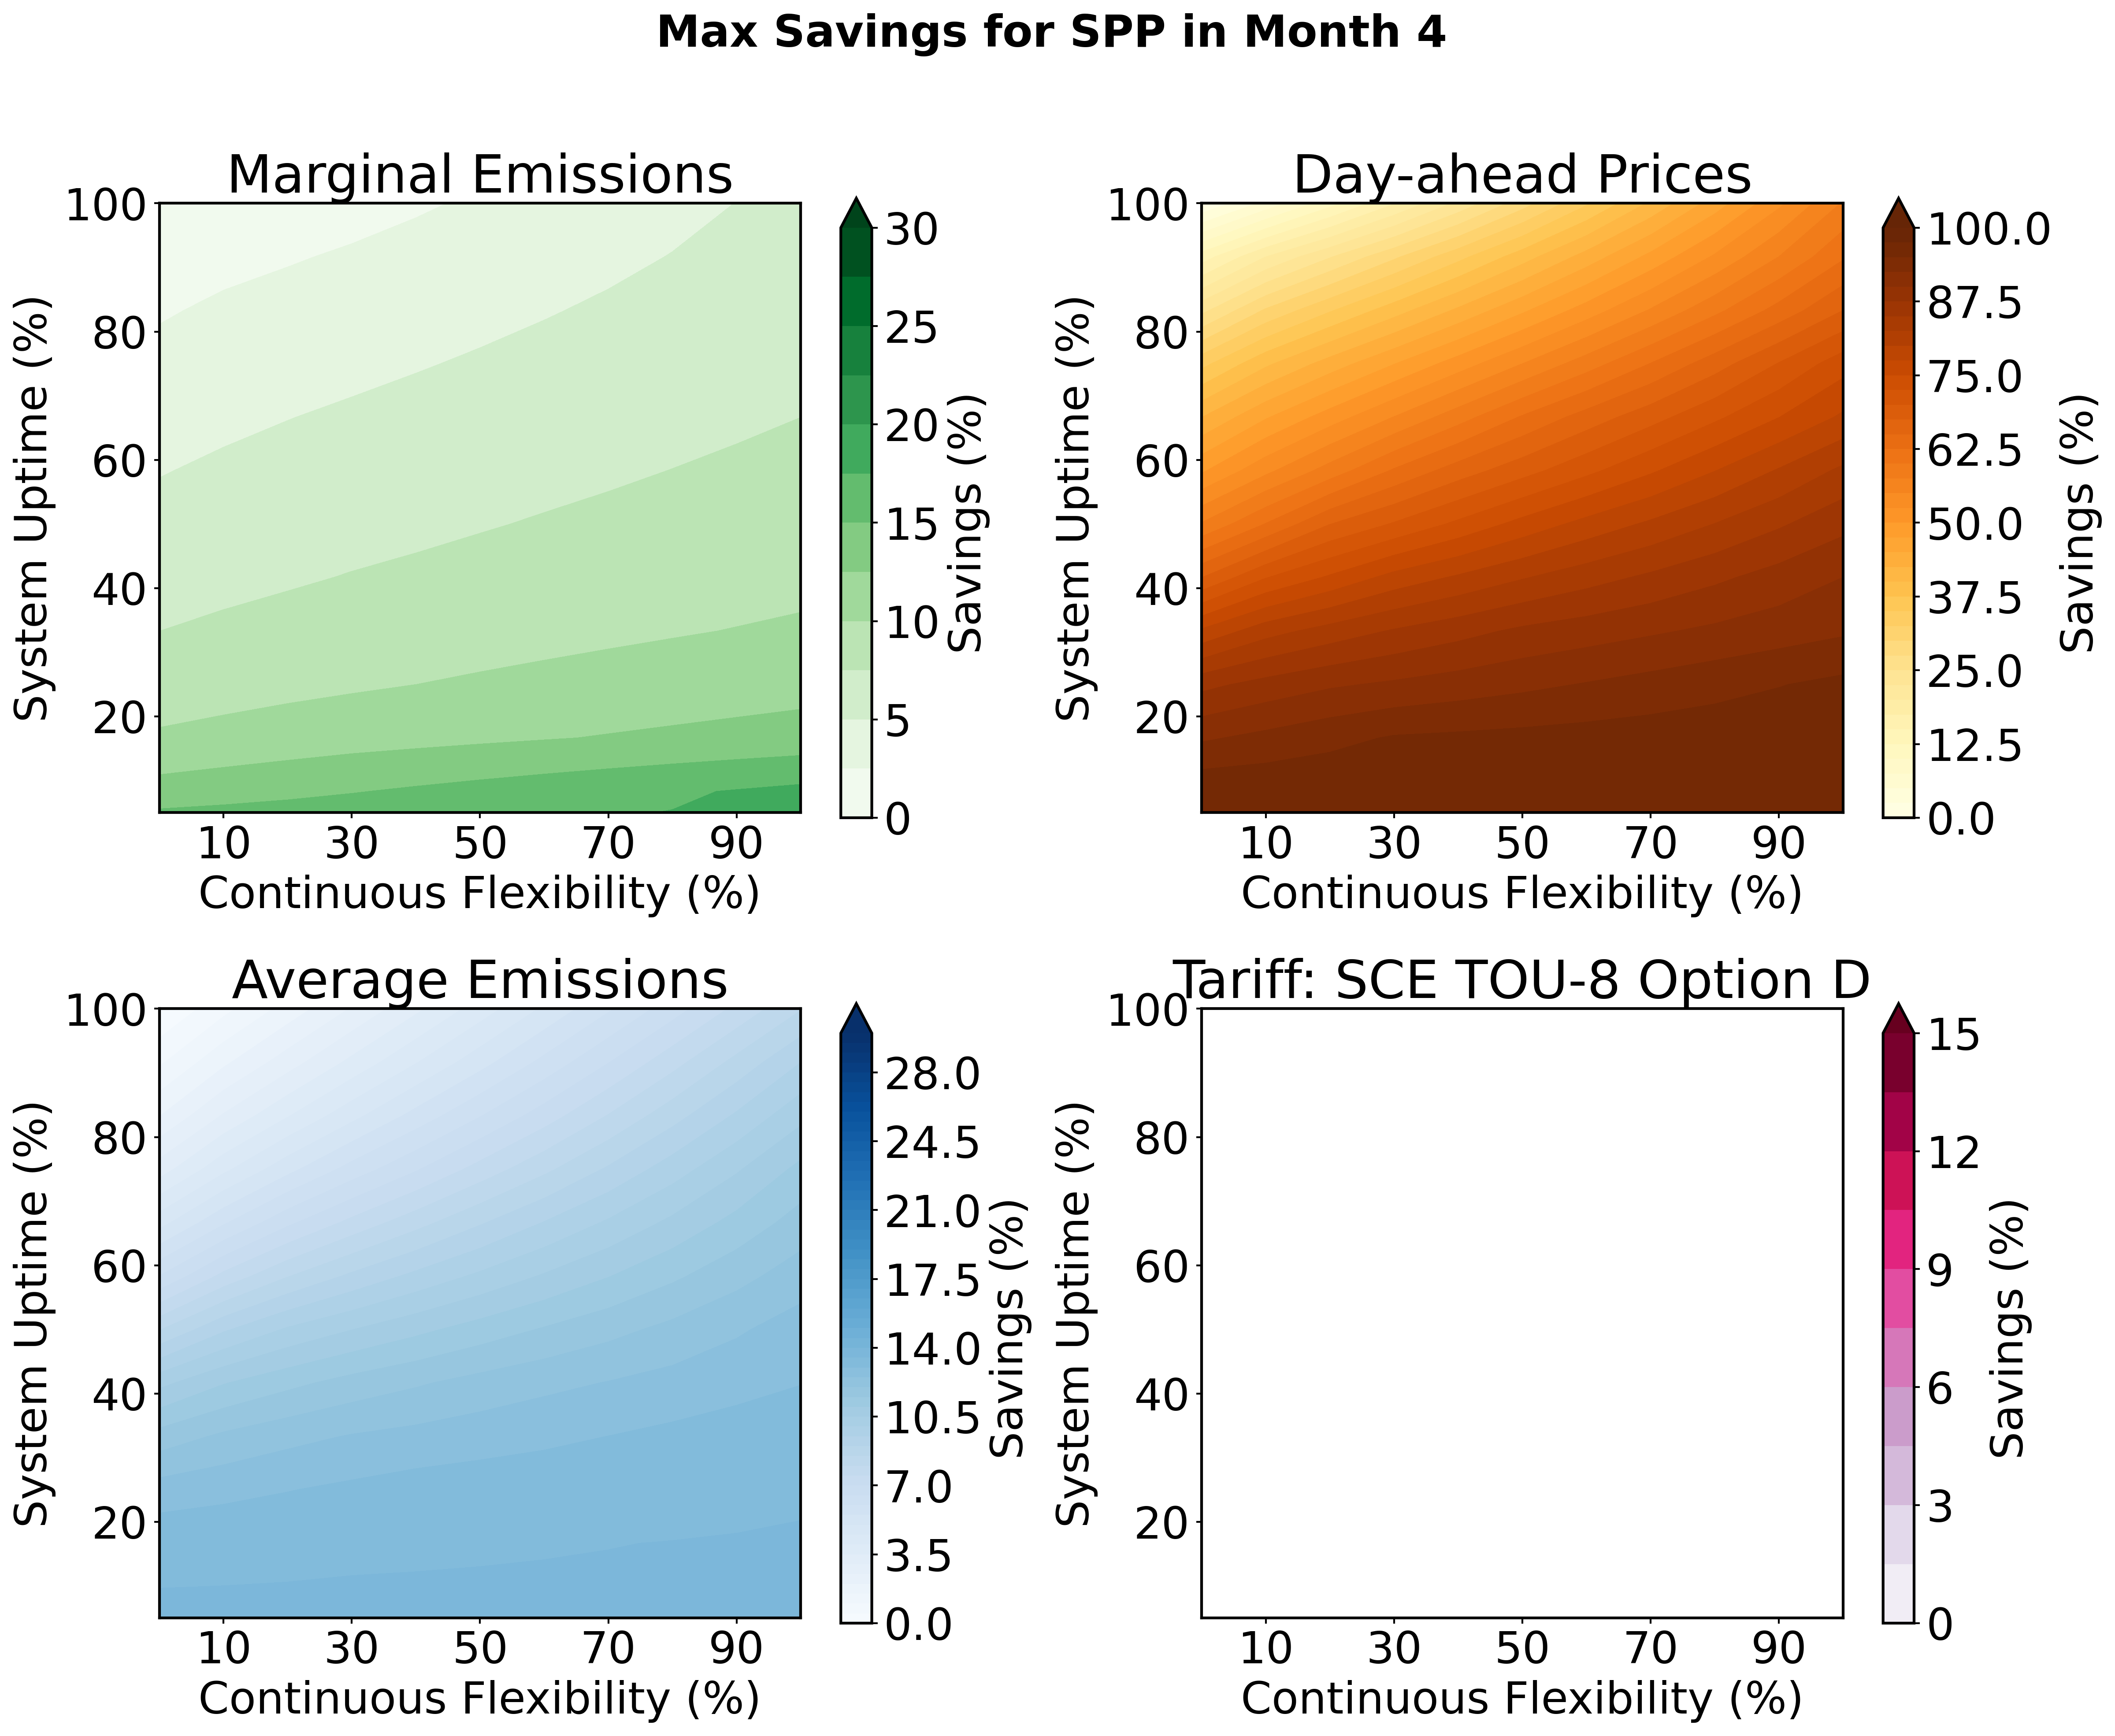 Max Savings for SPP in Month 4
Marginal Emissions
100
80
60
40
20
System Uptime (%)
10 30 50 70 90
Continuous Flexibility (%)
30
25
20
15
10
5
0
Savings (%)
Day-ahead Prices
100
80
60
40
20
System Uptime (%)
10 30 50 70 90
Continuous Flexibility (%)
100.0
87.5
75.0
62.5
50.0
37.5
25.0
12.5
0.0
Savings (%)
Average Emissions
100
80
60
40
20
System Uptime (%)
10 30 50 70 90
Continuous Flexibility (%)
28.0
24.5
21.0
17.5
14.0
10.5
7.0
3.5
0.0
Savings (%)
Tariff: SCE TOU-8 Option D
100
80
60
40
20
System Uptime (%)
10 30 50 70 90
Continuous Flexibility (%)
15
12
9
6
3
0
Savings (%)